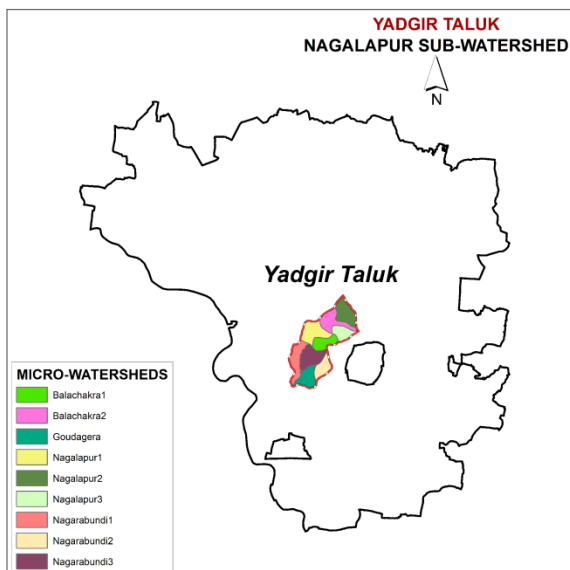 YADGIR TALUK
NAGALAPUR SUB-WATERSHED
N
Yadgir Taluk
MICRO-WATERSHEDS
Balachakra1
Balachakra2
Goudagera
Nagalapur1
Nagalapur2
Nagalapur3
Nagarabundi1
Nagarabundi2
Nagarabundi3